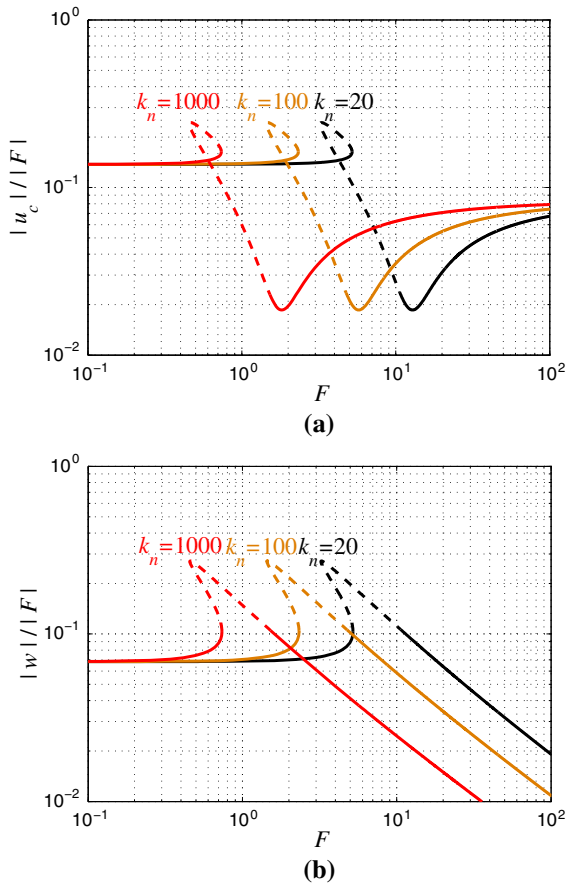 10^0
k_n=1000 k_n=100 k_n=20
| u_c | / | F |
10^-1
10^-2
10^-1 10^0 10^1 10^2
F
(a)
10^0
k_n=1000 k_n=100 k_n=20
| w | / | F |
10^-1
10^-2
10^-1 10^0 10^1 10^2
F
(b)